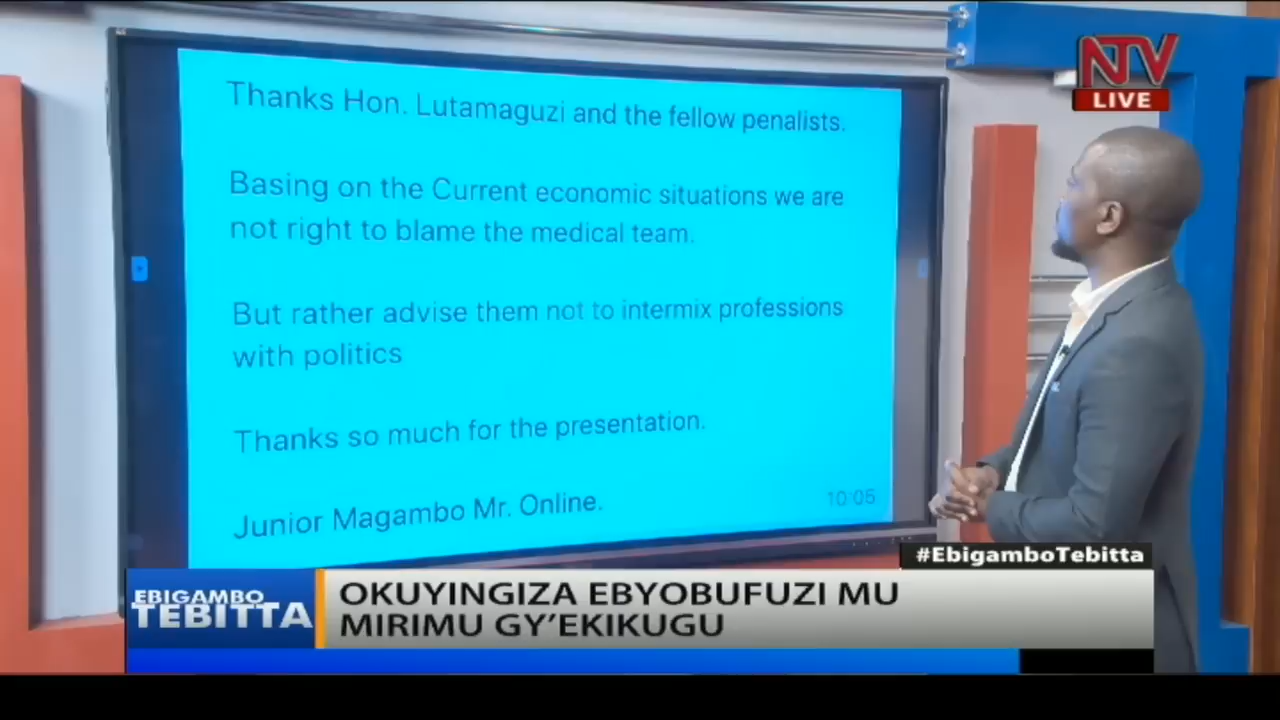 NTV
LIVE
Thanks Hon. Lutamaguzi and the fellow penalists.
Basing on the Current economic situations we are
not right to blame the medical team.
But rather advise them not to intermix professions
with politics
Thanks so much for the presentation.
Junior Magambo Mr. Online.
10:05
#EbigamboTebitta
EBIGAMBO
TEBITTA
OKUYINGIZA EBYOBUFUZI MU
MIRIMU GY'EKIKUGU